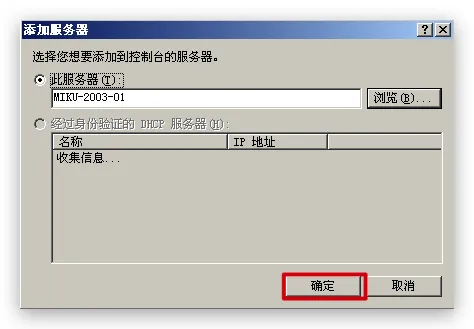 添加服务器
选择您想要添加到控制台的服务器。
此服务器(T):
MIKU-2003-01
浏览(B)...
经过身份验证的 DHCP 服务器(H):
名称 IP 地址
收集信息...
确定 取消